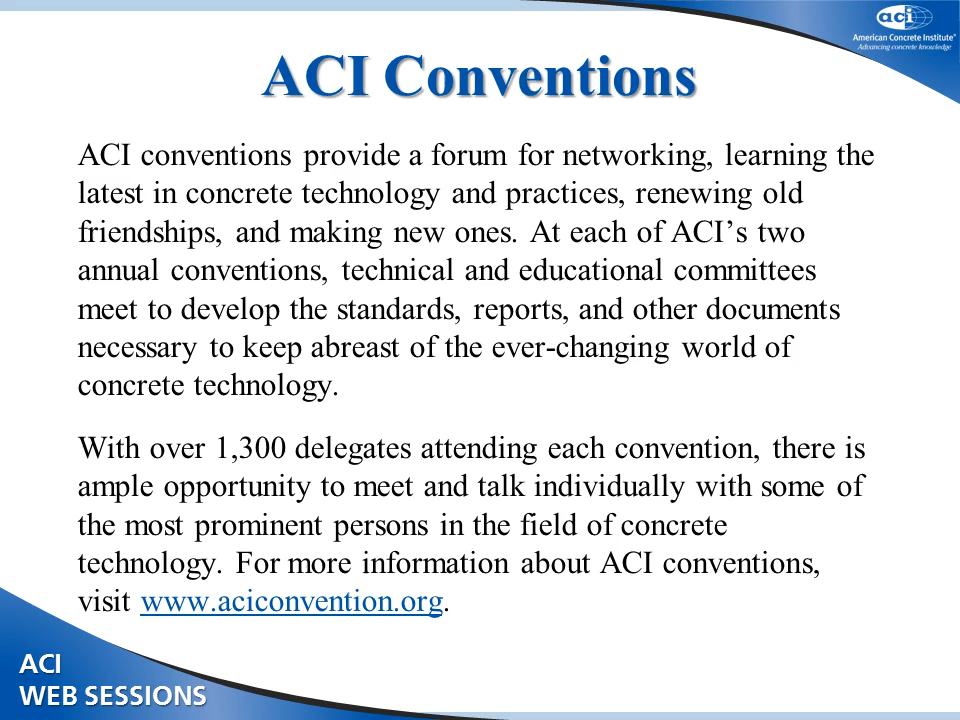 aci
American Concrete Institute®
Advancing concrete knowledge
ACI Conventions
ACI conventions provide a forum for networking, learning the
latest in concrete technology and practices, renewing old
friendships, and making new ones. At each of ACI’s two
annual conventions, technical and educational committees
meet to develop the standards, reports, and other documents
necessary to keep abreast of the ever-changing world of
concrete technology.
With over 1,300 delegates attending each convention, there is
ample opportunity to meet and talk individually with some of
the most prominent persons in the field of concrete
technology. For more information about ACI conventions,
visit www.aciconvention.org.
ACI
WEB SESSIONS